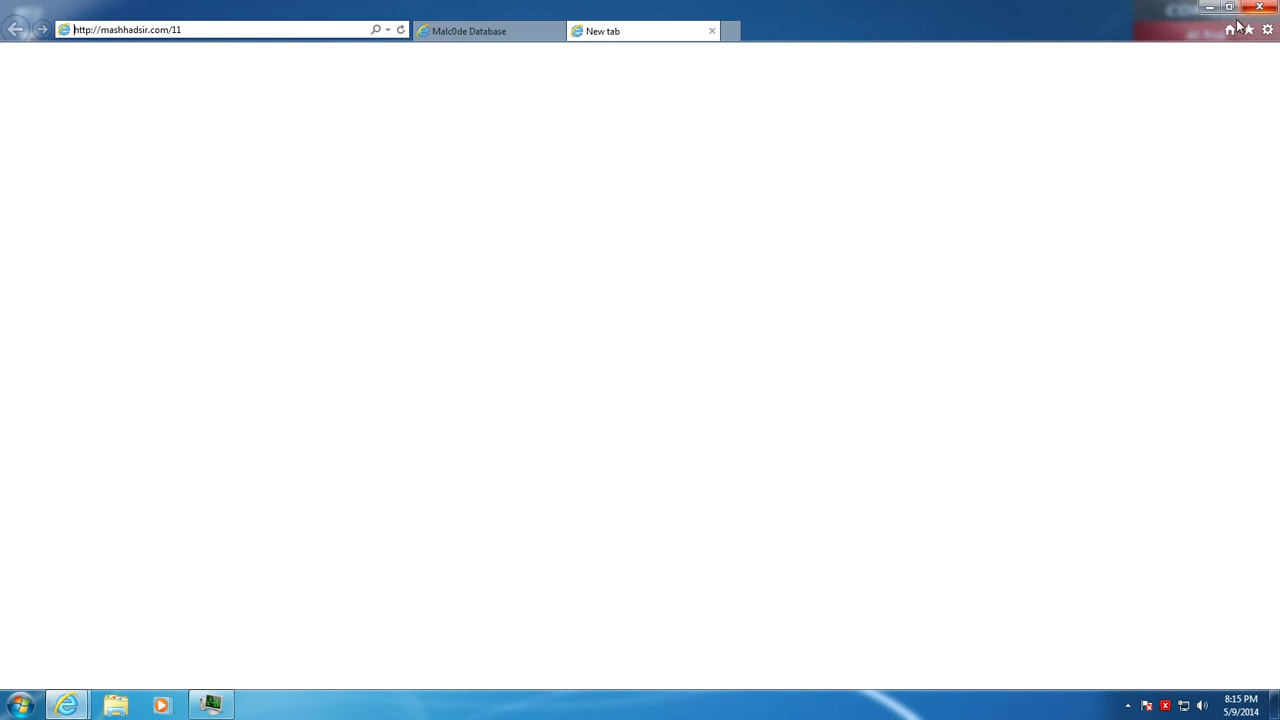 http://mashhadsir.com/11
Malc0de Database
New tab
8:15 PM
5/9/2014